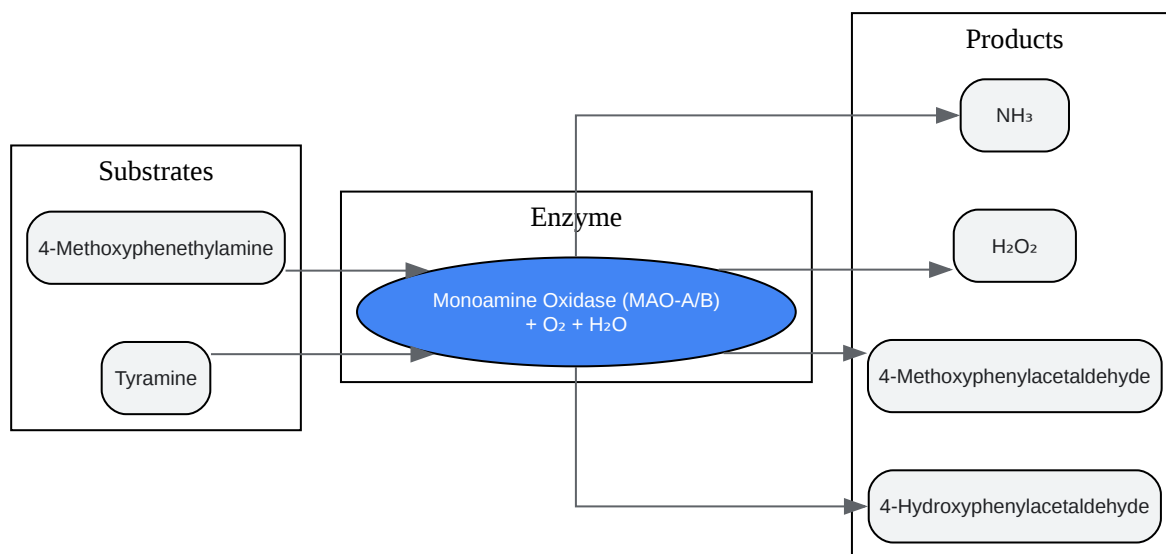 Substrates
4-Methoxyphenethylamine
Tyramine
Enzyme
Monoamine Oxidase (MAO-A/B)
+ O₂ + H₂O
Products
NH₃
H₂O₂
4-Methoxyphenylacetaldehyde
4-Hydroxyphenylacetaldehyde